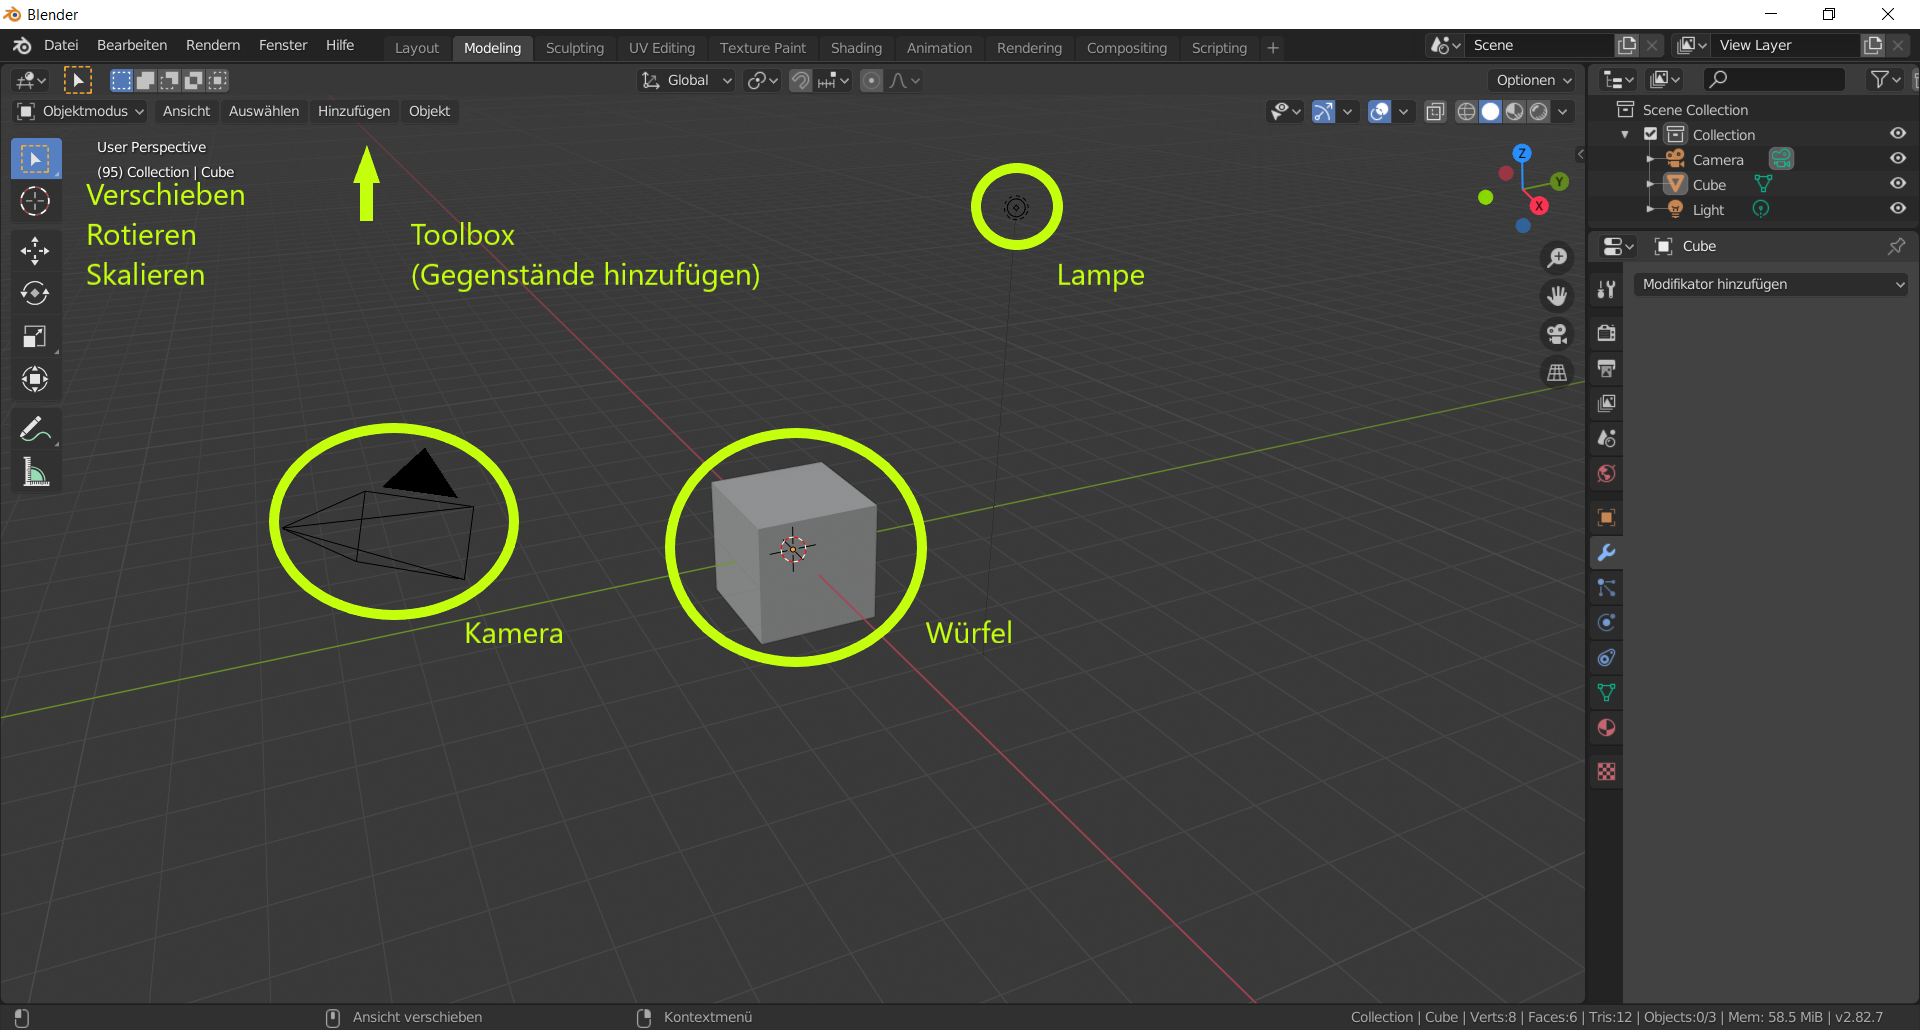 Blender
Datei Bearbeiten Rendern Fenster Hilfe Layout Modeling Sculpting UV Editing Texture Paint Shading Animation Rendering Compositing Scripting + Scene View Layer
Global Optionen
Objektmodus Ansicht Auswählen Hinzufügen Objekt
Scene Collection
Collection
Camera
Cube
Light
User Perspective
(95) Collection | Cube
Z
Y
X
Verschieben
Rotieren
Skalieren
Toolbox
(Gegenstände hinzufügen)
Lampe
Cube
Modifikator hinzufügen
Kamera
Würfel
Ansicht verschieben Kontextmenü Collection | Cube | Verts:8 | Faces:6 | Tris:12 | Objects:0/3 | Mem: 58.5 MiB | v2.82.7